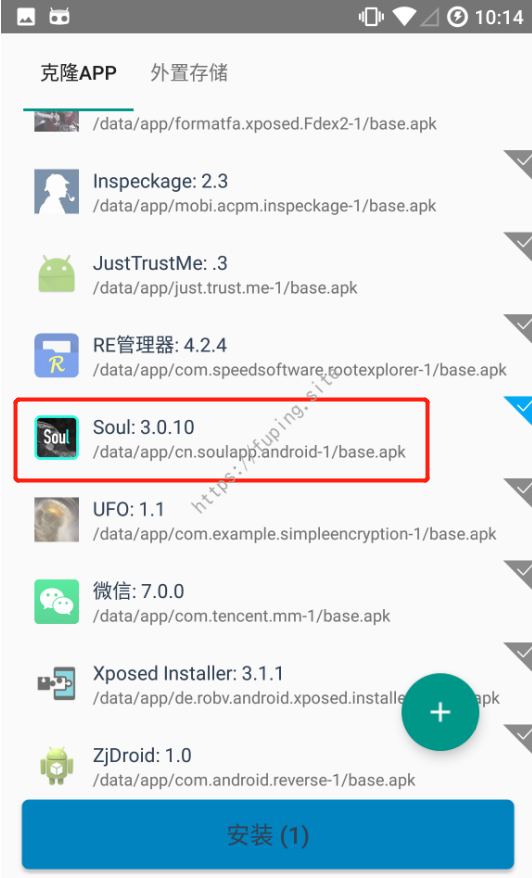 10:14
克隆APP 外置存储
/data/app/formatfa.xposed.Fdex2-1/base.apk
Inspeckage: 2.3
/data/app/mobi.acpm.inspeckage-1/base.apk
JustTrustMe: .3
/data/app/just.trust.me-1/base.apk
RE管理器: 4.2.4
R
/data/app/com.speedsoftware.rootexplorer-1/base.apk
Soul
Soul: 3.0.10
/data/app/cn.soulapp.android-1/base.apk
https://fuping.site
UFO: 1.1
/data/app/com.example.simpleencryption-1/base.apk
微信: 7.0.0
/data/app/com.tencent.mm-1/base.apk
Xposed Installer: 3.1.1
/data/app/de.robv.android.xposed.installe pk
ZjDroid: 1.0
/data/app/com.android.reverse-1/base.apk
安装 (1)